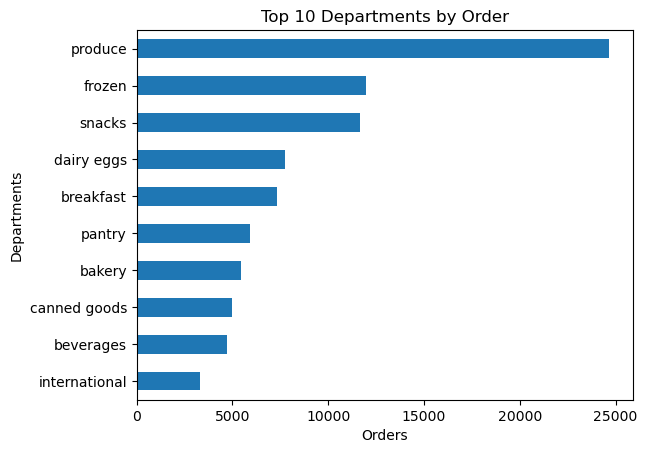 Top 10 Departments by Order
Departments
produce
frozen
snacks
dairy eggs
breakfast
pantry
bakery
canned goods
beverages
international
0 5000 10000 15000 20000 25000
Orders